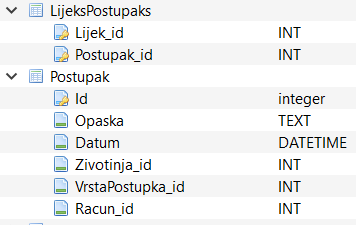 LijeksPostupaks
Lijek_id INT
Postupak_id INT
Postupak
Id integer
Opaska TEXT
Datum DATETIME
Zivotinja_id INT
VrstaPostupka_id INT
Racun_id INT